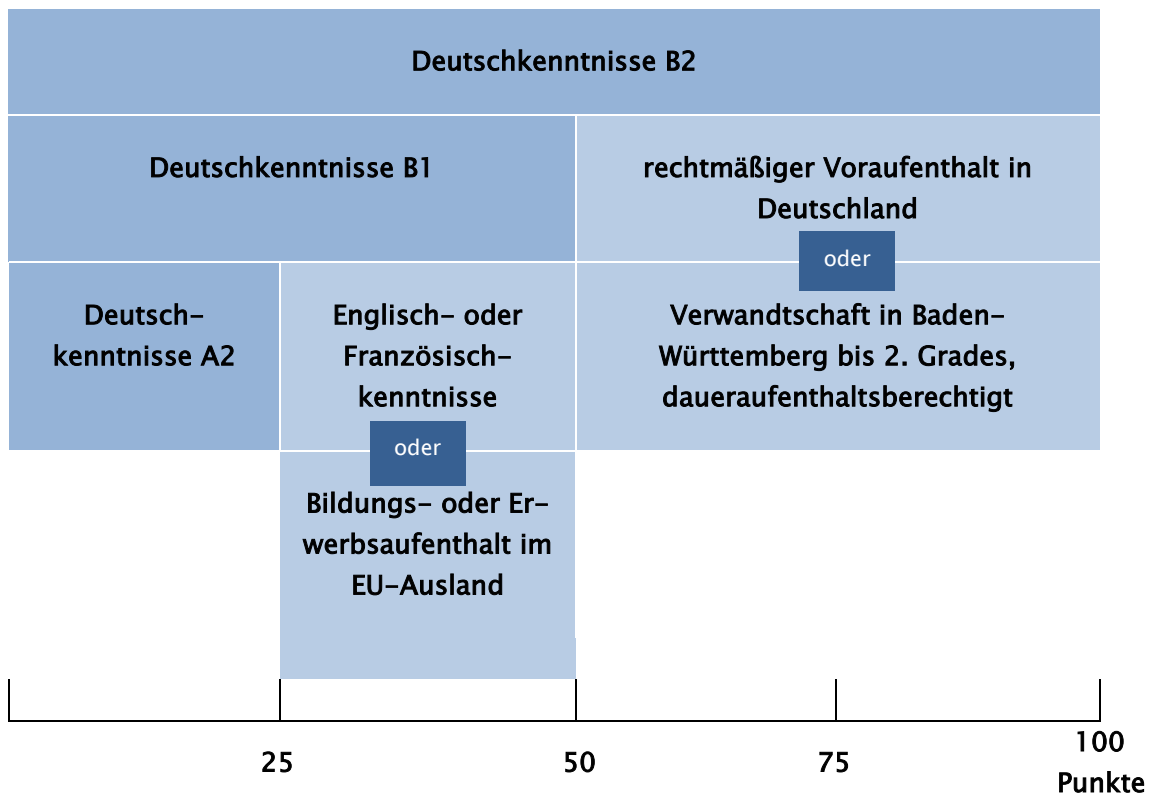 Deutschkenntnisse B2
Deutschkenntnisse B1
rechtmäßiger Voraufenthalt in
Deutschland
oder
Deutsch-
kenntnisse A2
Englisch- oder
Französisch-
kenntnisse
Verwandtschaft in Baden-
Württemberg bis 2. Grades,
daueraufenthaltsberechtigt
oder
Bildungs- oder Er-
werbsaufenthalt im
EU-Ausland
25
50
75
100
Punkte